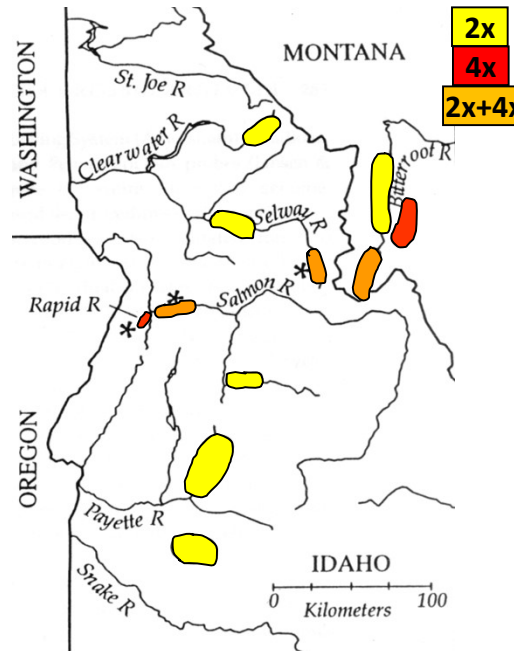 2x
4x
2x+4x
MONTANA
WASHINGTON
St. Joe R
Clearwater R
Bitterroot R
Selway R
*
*
Salmon R
Rapid R
*
OREGON
Payette R
Snake R
IDAHO
0 100
Kilometers